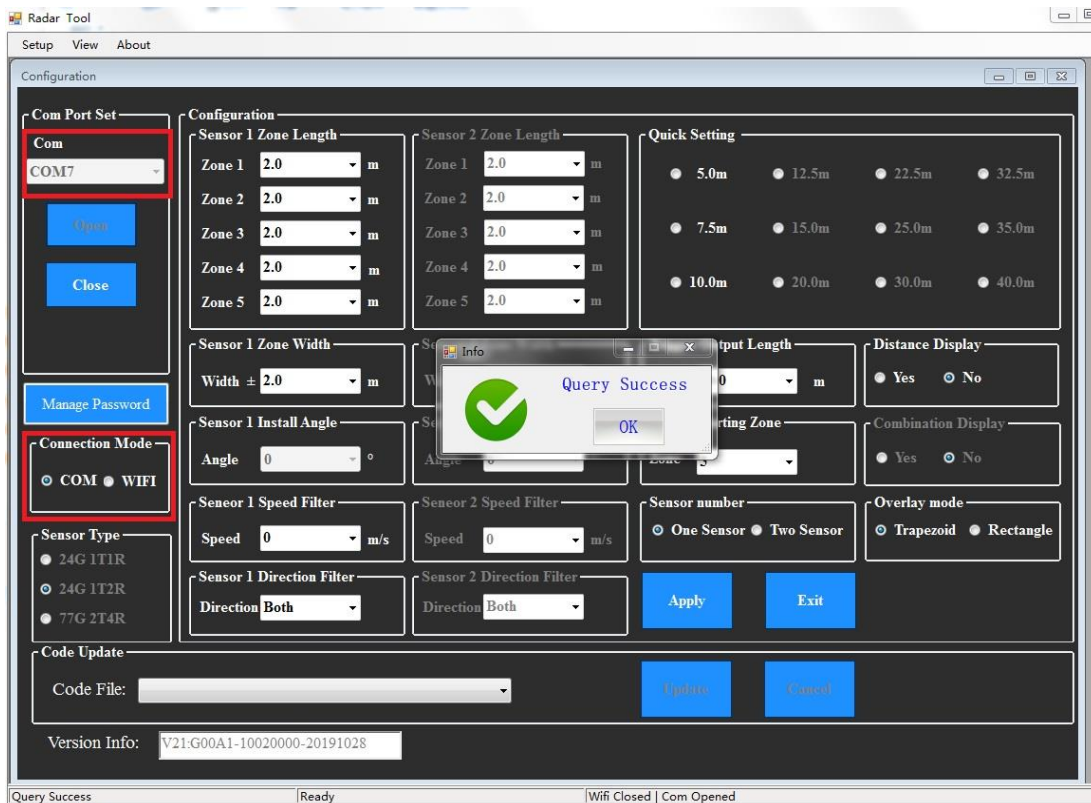 Radar Tool
Setup View About
Configuration
Com Port Set
Com
COM7
Open
Close
Manage Password
Connection Mode
COM WIFI
Sensor Type
24G 1T1R
24G 1T2R
77G 2T4R
Configuration
Sensor 1 Zone Length
Zone 1 2.0 m
Zone 2 2.0 m
Zone 3 2.0 m
Zone 4 2.0 m
Zone 5 2.0 m
Sensor 2 Zone Length
Zone 1 2.0 m
Zone 2 2.0 m
Zone 3 2.0 m
Zone 4 2.0 m
Zone 5 2.0 m
Quick Setting
5.0m 12.5m 22.5m 32.5m
7.5m 15.0m 25.0m 35.0m
10.0m 20.0m 30.0m 40.0m
Sensor 1 Zone Width
Width ± 2.0 m
Info
Query Success
OK
Length
m
Distance Display
Yes No
Sensor 1 Install Angle
Angle 0 °
Angle
Zone
Zone
Combination Display
Yes No
Seneor 1 Speed Filter
Speed 0 m/s
Seneor 2 Speed Filter
Speed 0 m/s
Sensor number
One Sensor Two Sensor
Overlay mode
Trapezoid Rectangle
Sensor 1 Direction Filter
Direction Both
Sensor 2 Direction Filter
Direction Both
Apply Exit
Code Update
Code File:
Update Cancel
Version Info: V21:G00A1-10020000-20191028
Query Success Ready Wifi Closed | Com Opened